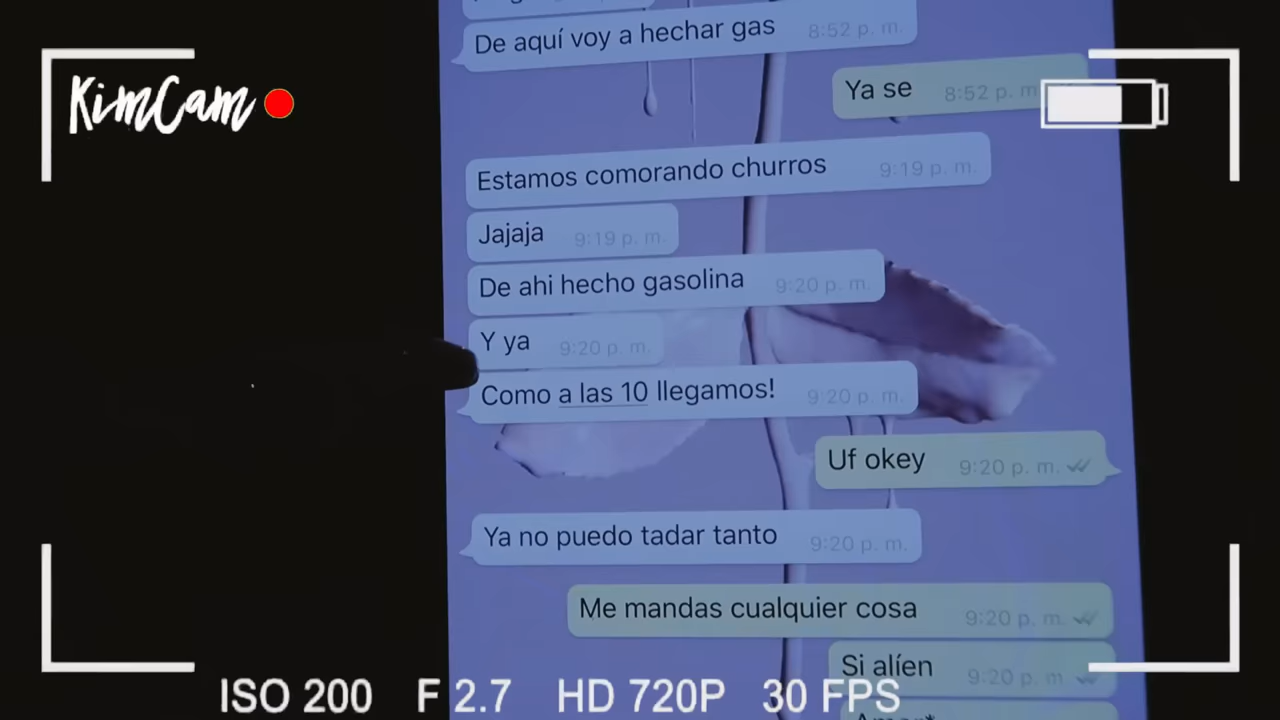 De aquí voy a hechar gas 8:52 p. m.
KimCam
Ya se 8:52 p. m
Estamos comorando churros 9:19 p. m.
Jajaja 9:19 p. m.
De ahi hecho gasolina 9:20 p. m.
Y ya 9:20 p. m.
Como a las 10 llegamos! 9:20 p. m.
Uf okey 9:20 p. m.
Ya no puedo tadar tanto 9:20 p. m.
Me mandas cualquier cosa 9:20 p. m.
Si alíen 9:20 p. m.
ISO 200 F 2.7 HD 720P 30 FPS